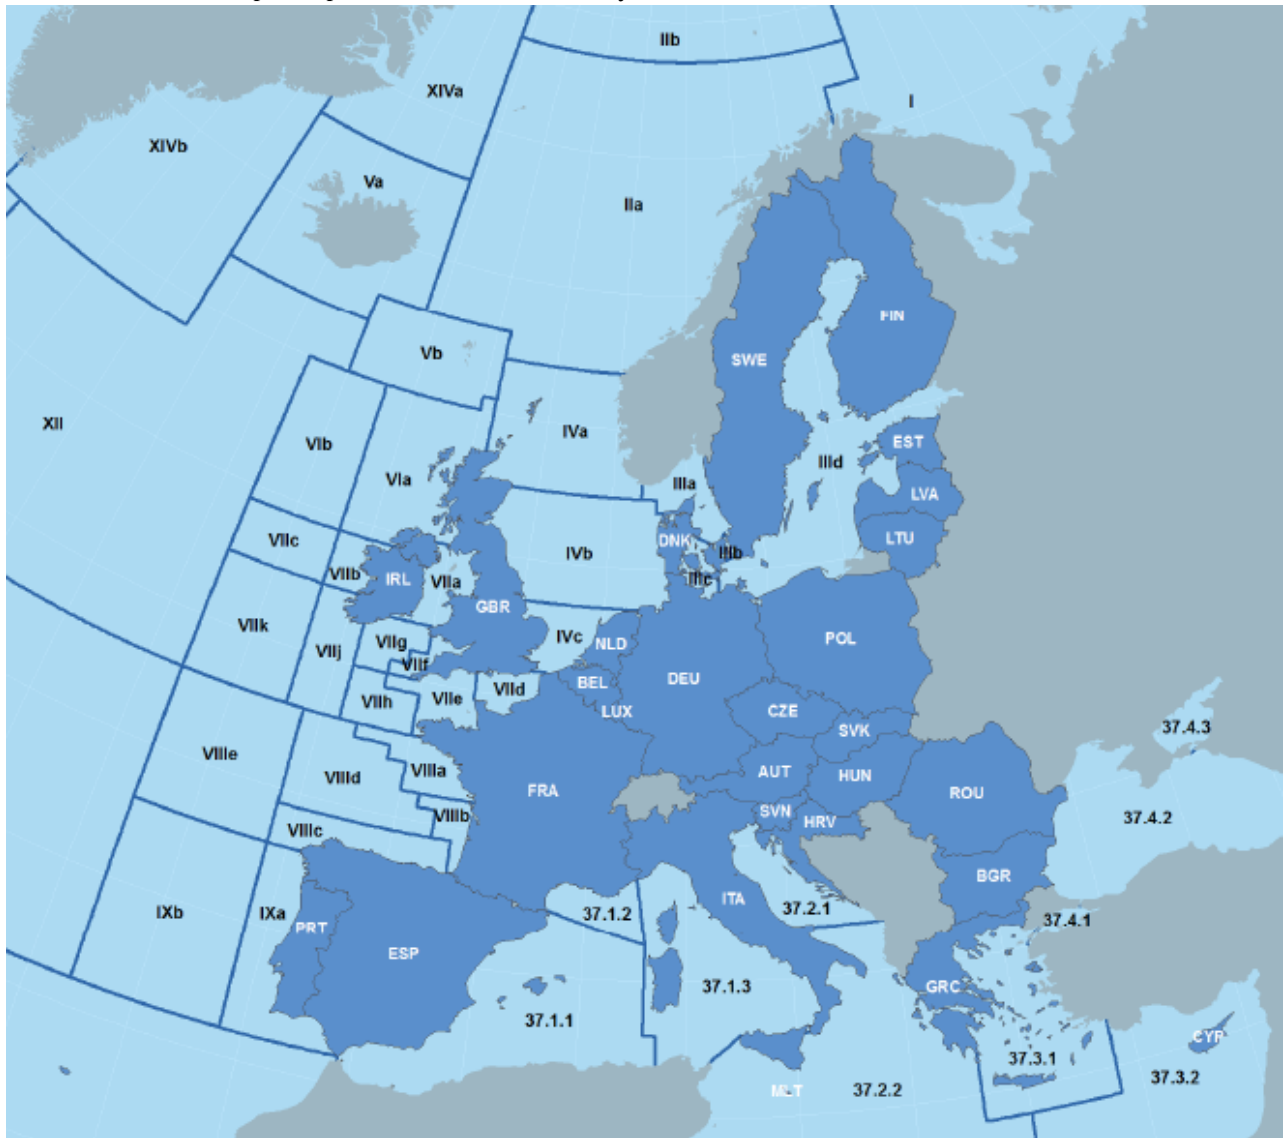 IIb
XIVa
I
XIVb
Va
IIa
FIN
Vb
SWE
XII
VIb
IVa
EST
IIId
VIa
IIIa
LVA
VIIc
DNK
LTU
IVb
IIIb
VIIb
IRL
VIIa
IIIc
GBR
VIIk
IVc
NLD
POL
VIIg
VIIj
VIIf
DEU
BEL
VIId
VIIh
VIIe
LUX
CZE
37.4.3
SVK
VIIIe
VIIId
VIIIa
AUT
HUN
FRA
ROU
VIIIb
SVN
HRV
37.4.2
VIIIc
BGR
ITA
IXb
IXa
37.1.2
37.2.1
37.4.1
PRT
ESP
37.1.3
GRC
37.1.1
CYP
37.3.1
37.3.2
MLT
37.2.2